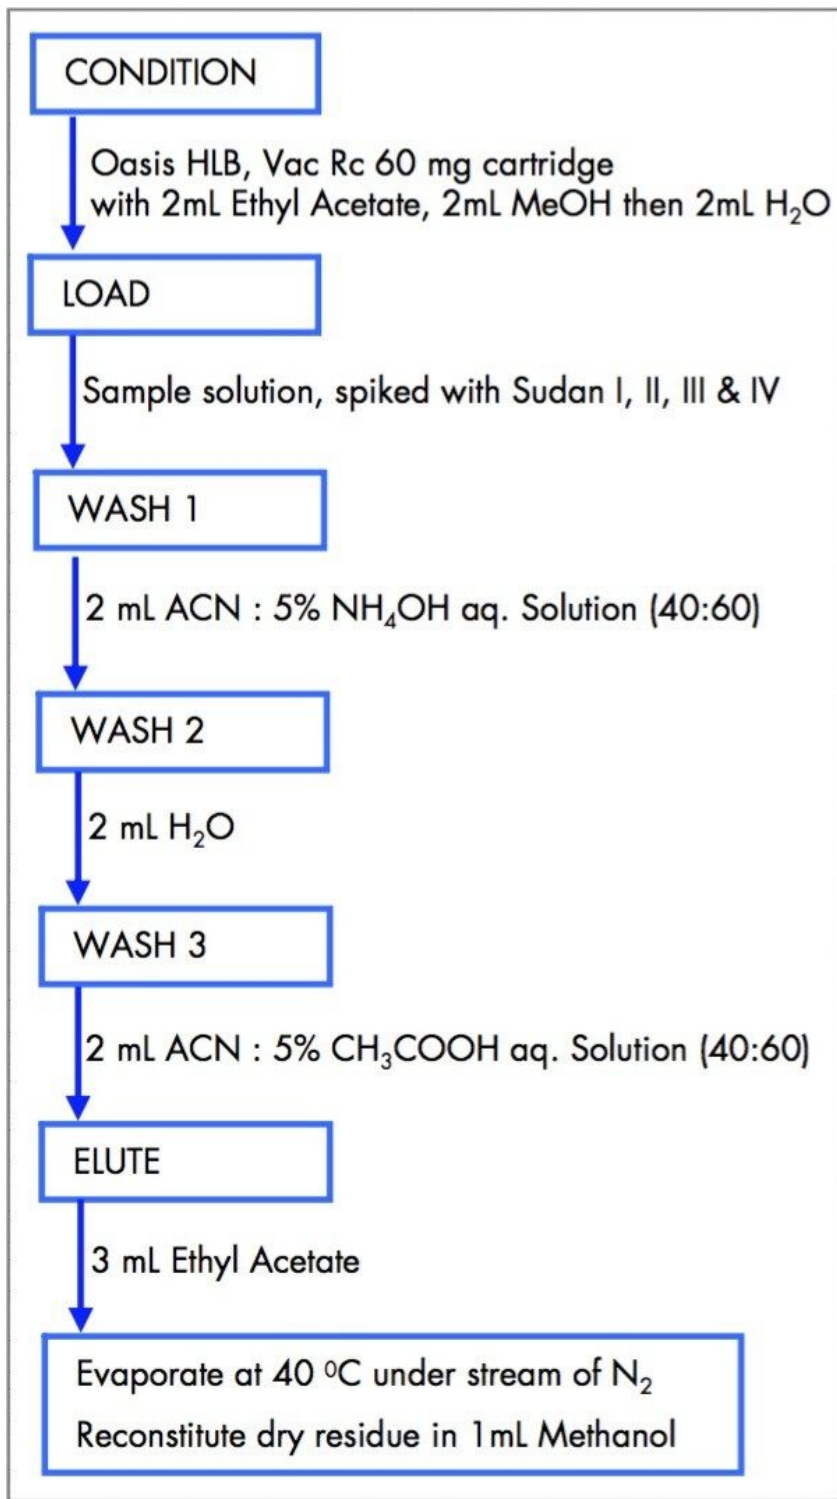 CONDITION
Oasis HLB, Vac Rc 60 mg cartridge
with 2mL Ethyl Acetate, 2mL MeOH then 2mL H₂O
LOAD
Sample solution, spiked with Sudan I, II, III & IV
WASH 1
2 mL ACN : 5% NH₄OH aq. Solution (40:60)
WASH 2
2 mL H₂O
WASH 3
2 mL ACN : 5% CH₃COOH aq. Solution (40:60)
ELUTE
3 mL Ethyl Acetate
Evaporate at 40 ⁰C under stream of N₂
Reconstitute dry residue in 1mL Methanol